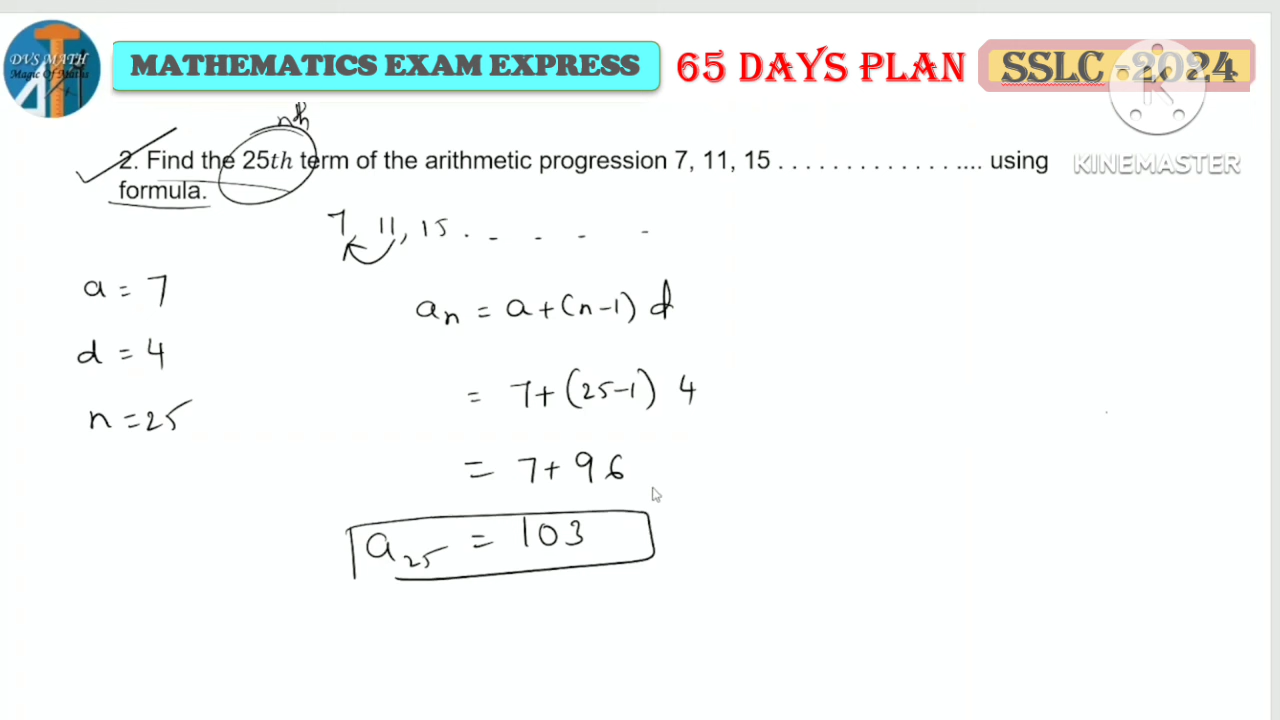 DVS MATH
Magic Of Maths
MATHEMATICS EXAM EXPRESS 65 DAYS PLAN SSLC -2024
KINEMASTER
nth
2. Find the 25th term of the arithmetic progression 7, 11, 15 . . . . . . . . . . . . . . .... using
formula.
7, 11, 15 . - - - -
a = 7
d = 4
n = 25
an = a + (n-1) d
= 7 + (25-1) 4
= 7 + 96
a25 = 103